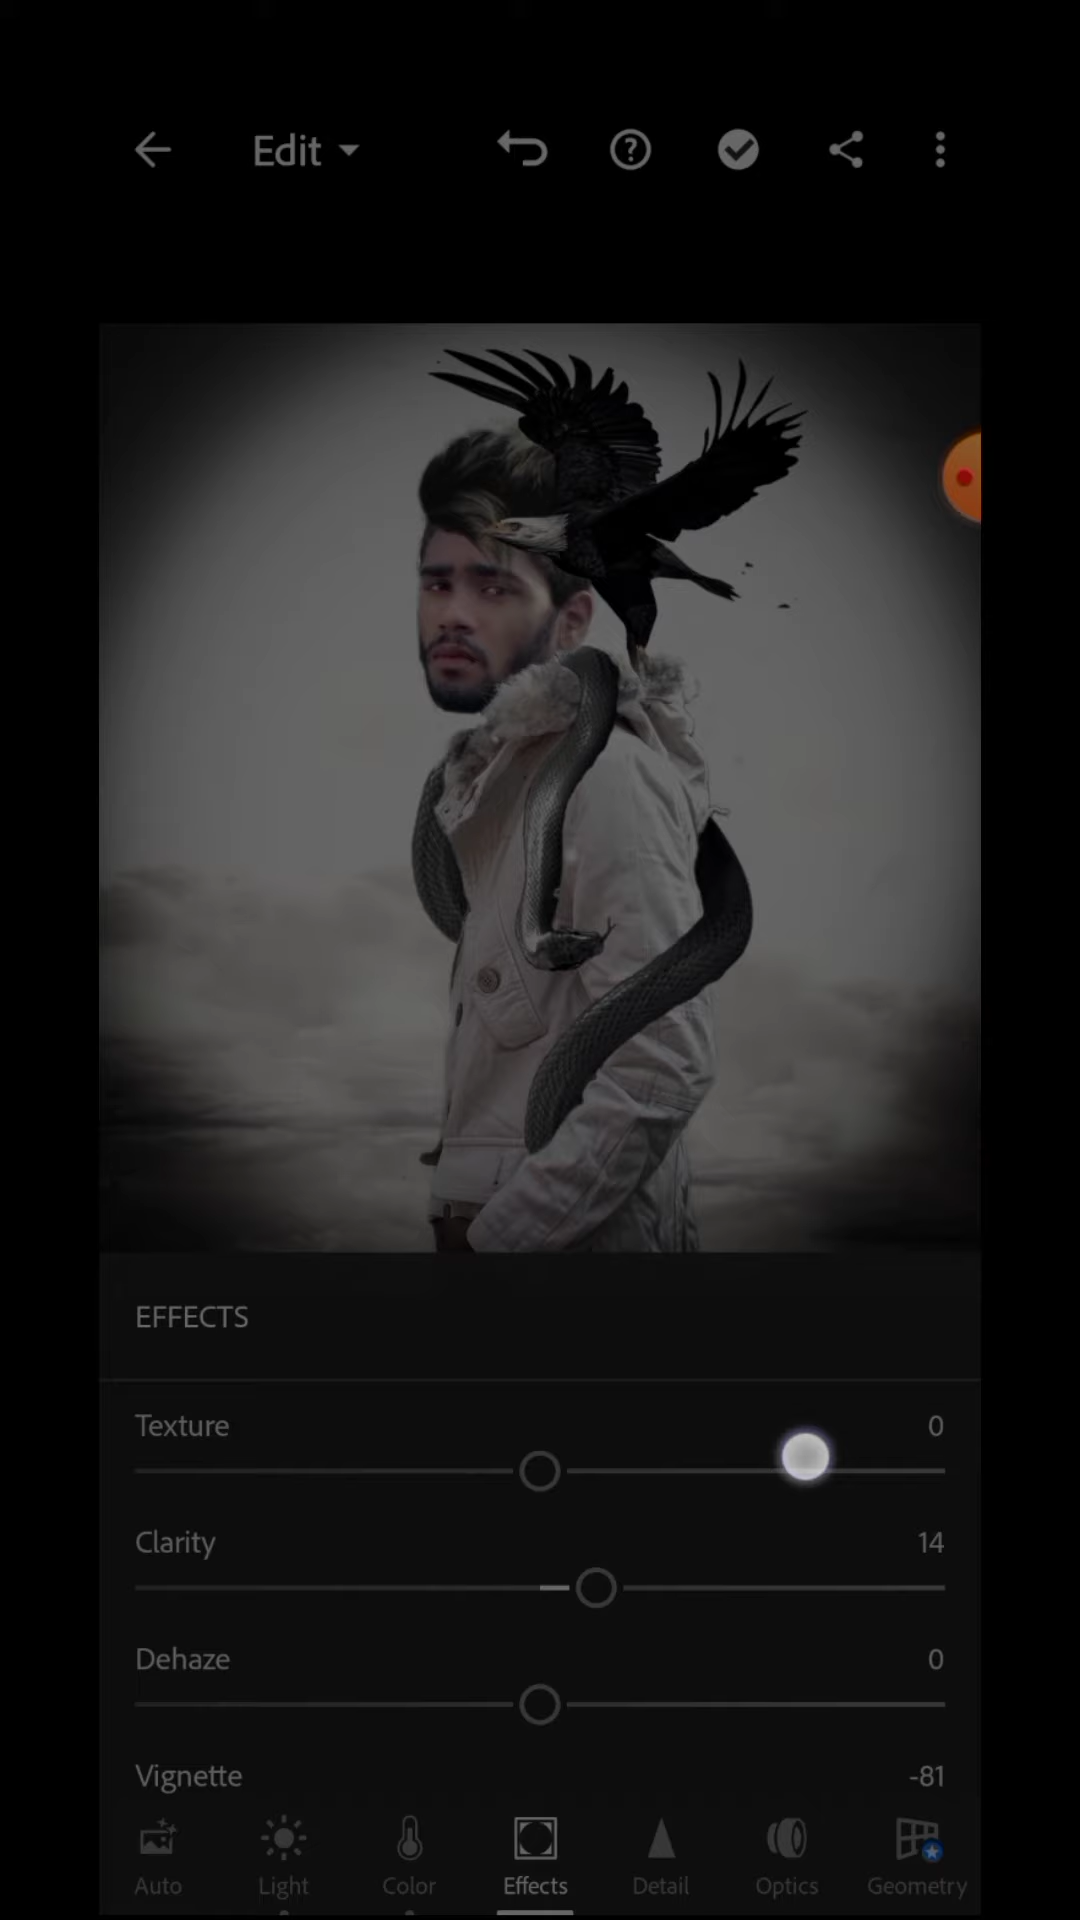 Edit
EFFECTS
Texture 0
Clarity 14
Dehaze 0
Vignette -81
Auto Light Color Effects Detail Optics Geometry